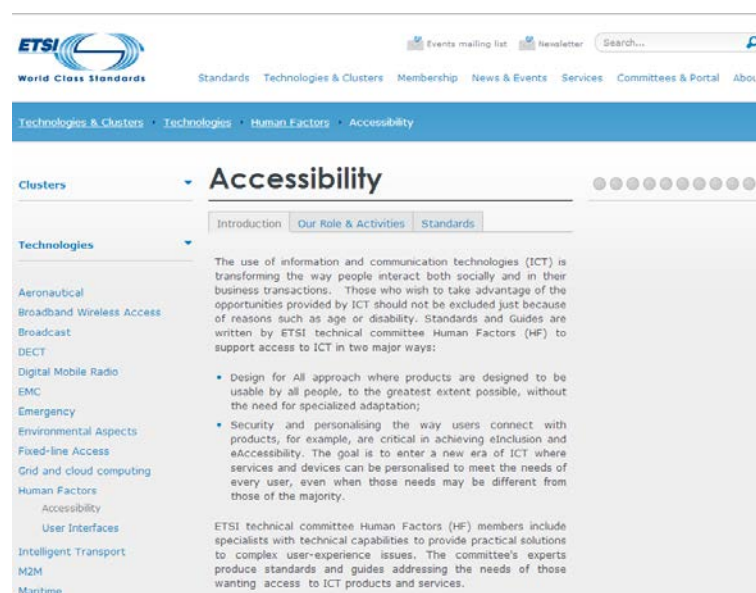 ETSI
World Class Standards
Events mailing list Newsletter Search...
Standards Technologies & Clusters Membership News & Events Services Committees & Portal Abou
Technologies & Clusters Technologies Human Factors Accessibility
Clusters
Technologies
Aeronautical
Broadband Wireless Access
Broadcast
DECT
Digital Mobile Radio
EMC
Emergency
Environmental Aspects
Fixed-line Access
Grid and cloud computing
Human Factors
Accessibility
User Interfaces
Intelligent Transport
M2M
Maritime
Accessibility
Introduction Our Role & Activities Standards
The use of information and communication technologies (ICT) is
transforming the way people interact both socially and in their
business transactions. Those who wish to take advantage of the
opportunities provided by ICT should not be excluded just because
of reasons such as age or disability. Standards and Guides are
written by ETSI technical committee Human Factors (HF) to
support access to ICT in two major ways:
• Design for All approach where products are designed to be
usable by all people, to the greatest extent possible, without
the need for specialized adaptation;
• Security and personalising the way users connect with
products, for example, are critical in achieving eInclusion and
eAccessibility. The goal is to enter a new era of ICT where
services and devices can be personalised to meet the needs of
every user, even when those needs may be different from
those of the majority.
ETSI technical committee Human Factors (HF) members include
specialists with technical capabilities to provide practical solutions
to complex user-experience issues. The committee's experts
produce standards and guides addressing the needs of those
wanting access to ICT products and services.